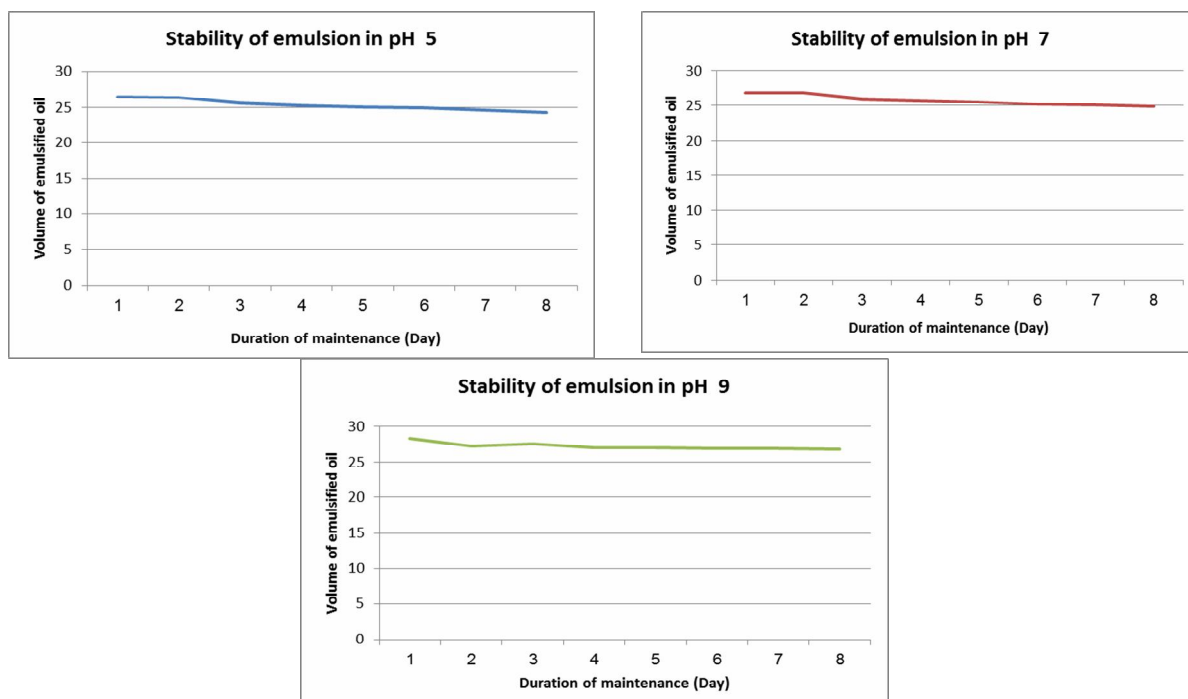 Stability of emulsion in pH 5
Volume of emulsified oil
30
25
20
15
10
5
0
1 2 3 4 5 6 7 8
Duration of maintenance (Day)
Stability of emulsion in pH 7
Volume of emulsified oil
30
25
20
15
10
5
0
1 2 3 4 5 6 7 8
Duration of maintenance (Day)
Stability of emulsion in pH 9
Volume of emulsified oil
30
25
20
15
10
5
0
1 2 3 4 5 6 7 8
Duration of maintenance (Day)